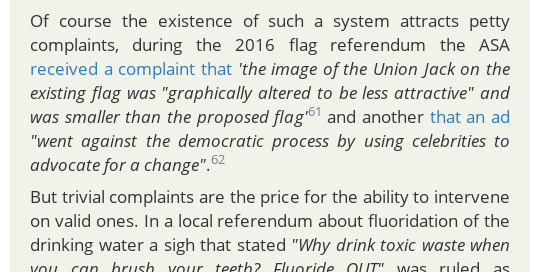 Of course the existence of such a system attracts petty
complaints, during the 2016 flag referendum the ASA
received a complaint that 'the image of the Union Jack on the
existing flag was "graphically altered to be less attractive" and
was smaller than the proposed flag'61 and another that an ad
"went against the democratic process by using celebrities to
advocate for a change".62
But trivial complaints are the price for the ability to intervene
on valid ones. In a local referendum about fluoridation of the
drinking water a sigh that stated "Why drink toxic waste when
you can brush your teeth? Fluoride OUT" was ruled as